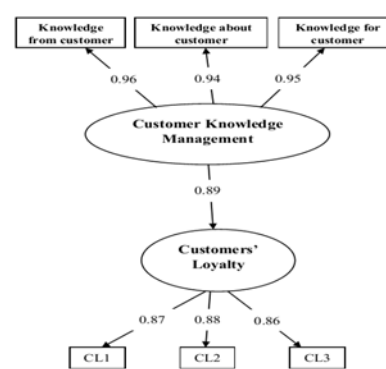 Knowledge from customer
Knowledge about customer
Knowledge for customer
0.96
0.94
0.95
Customer Knowledge
Management
0.89
Customers'
Loyalty
0.87
0.88
0.86
CL1
CL2
CL3